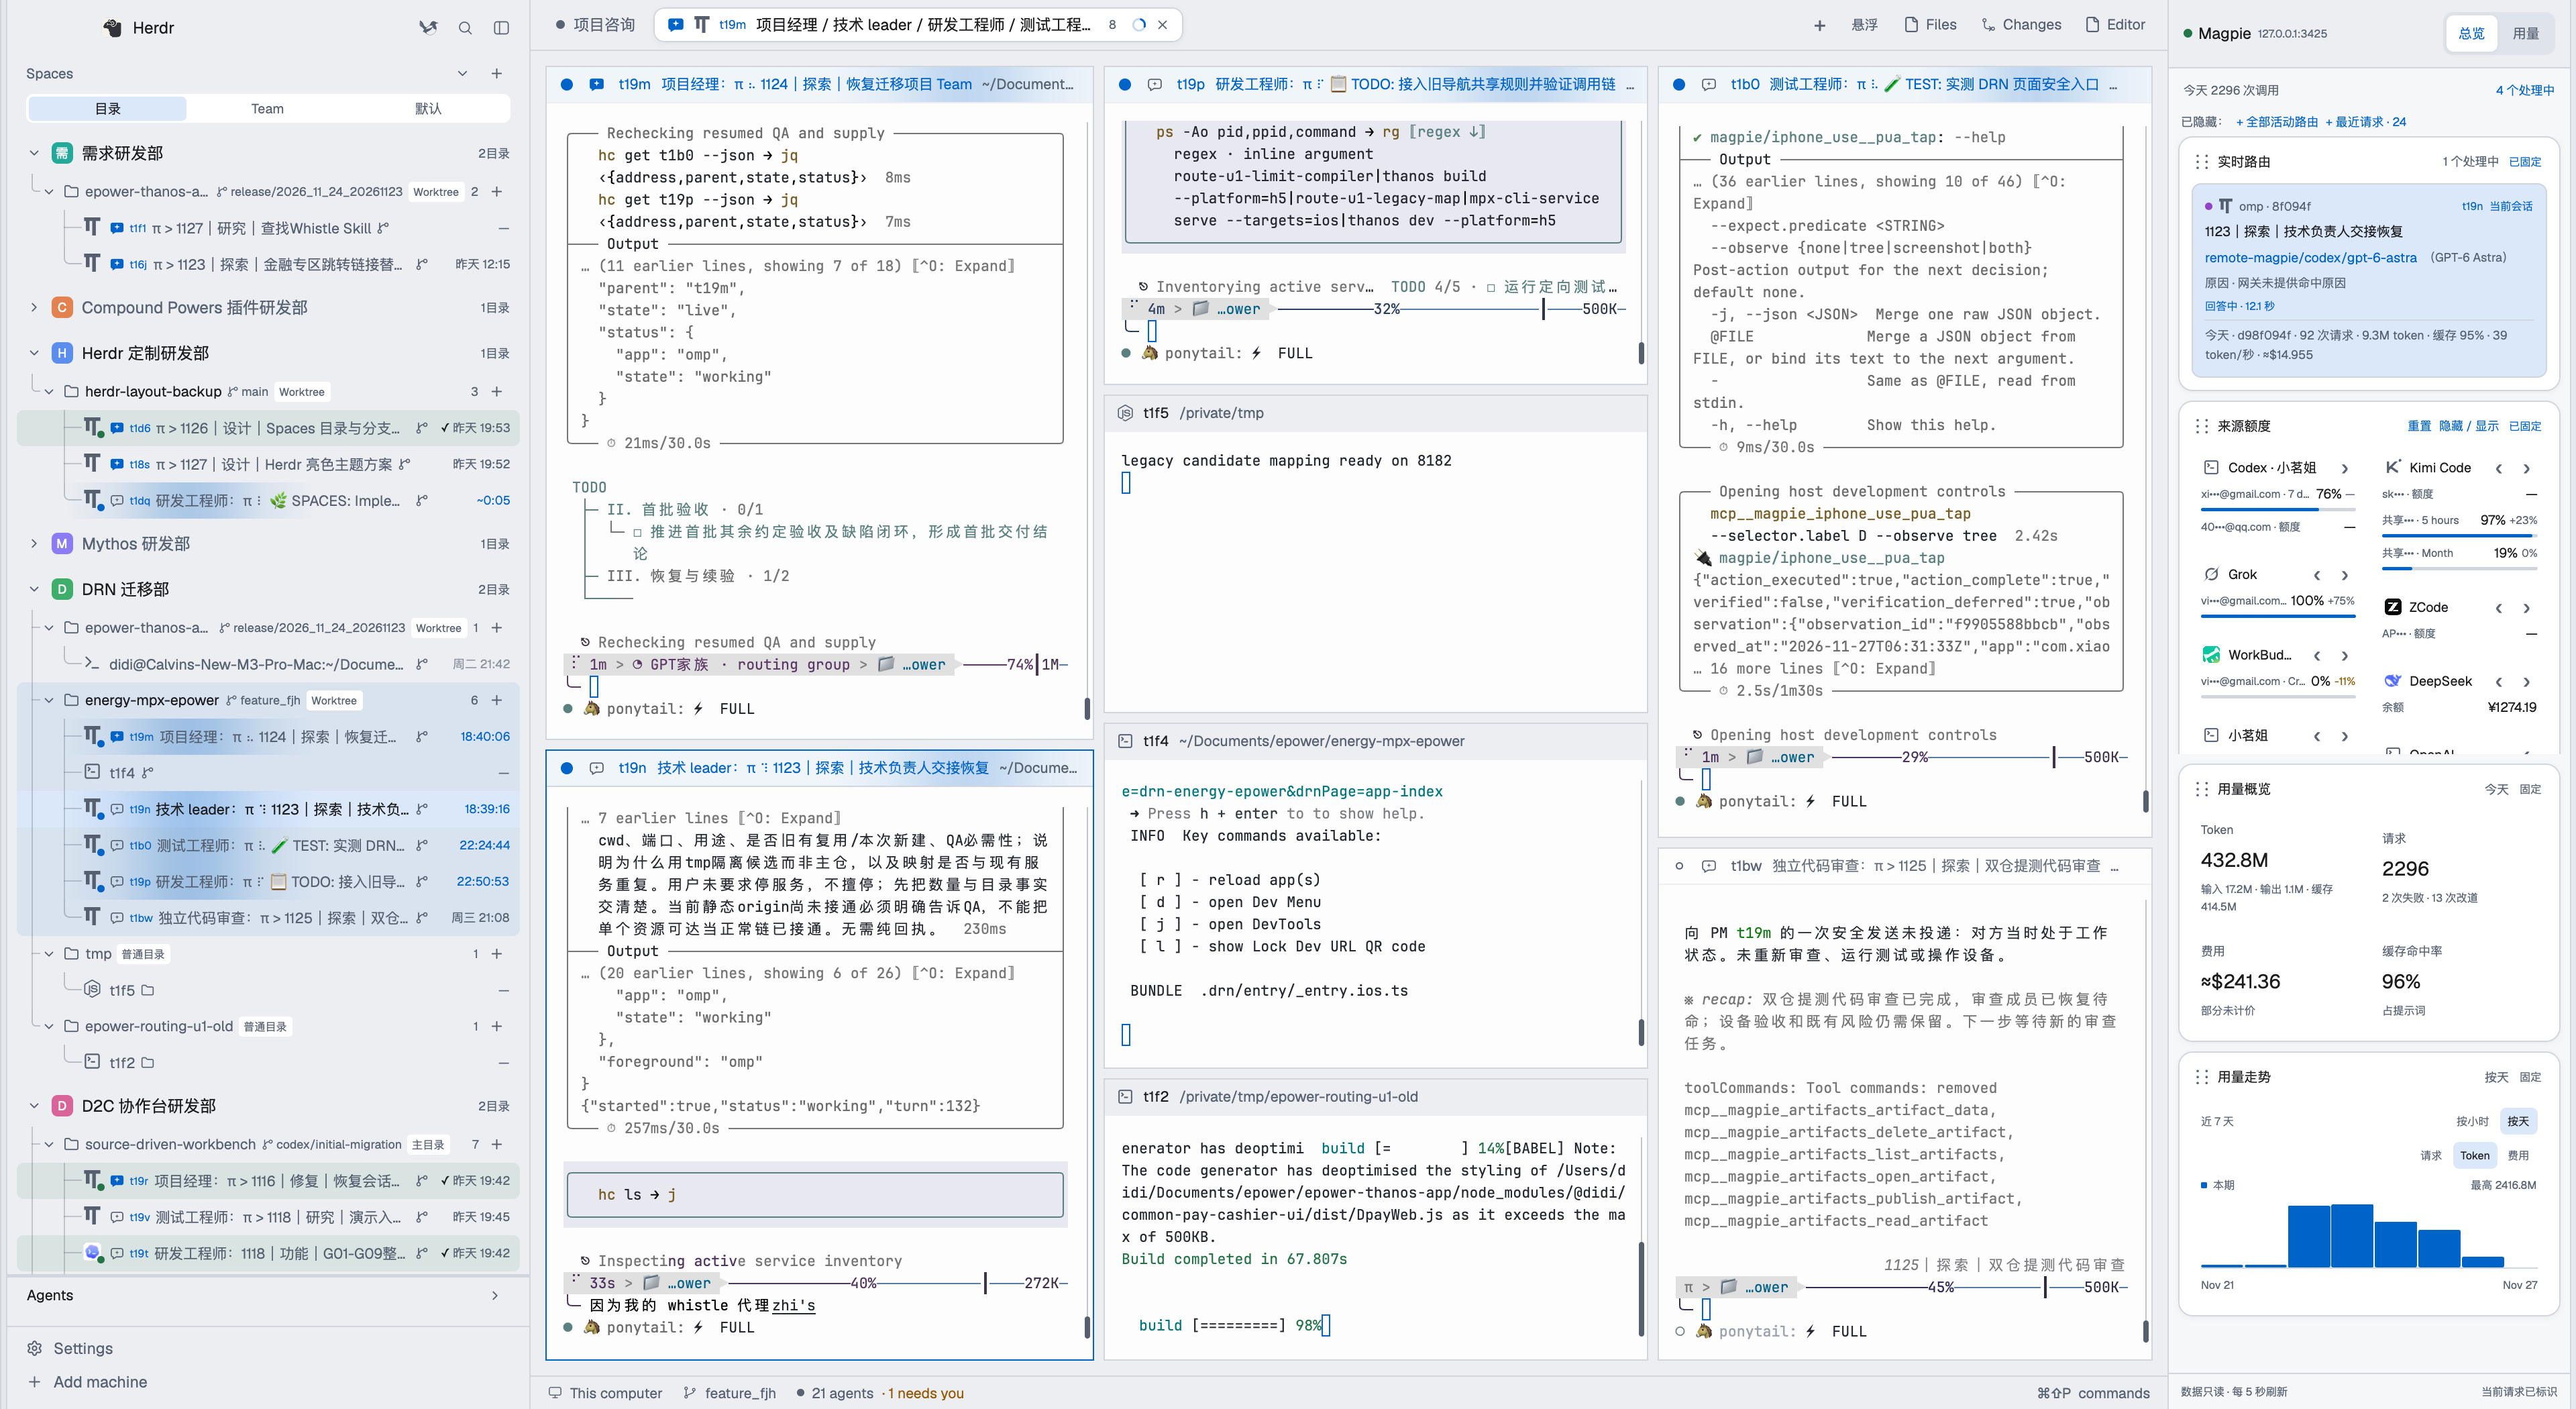 Herdr
Spaces
目录
Team
默认
需 需求研发部 2目录
epower-thanos-a... release/2026_11_24_20261123 Worktree 2
t1f1 π > 1127 | 研究 | 查找Whistle Skill
t16j π > 1123 | 探索 | 金融专区跳转链接替... 昨天 12:15
C Compound Powers 插件研发部 1目录
H Herdr 定制研发部 1目录
herdr-layout-backup main Worktree 3
t1d6 π > 1126 | 设计 | Spaces 目录与分支... ✓ 昨天 19:53
t18s π > 1127 | 设计 | Herdr 亮色主题方案 昨天 19:52
t1dq 研发工程师: π ⠇ SPACES: Imple... ~0:05
M Mythos 研发部 1目录
D DRN 迁移部 2目录
epower-thanos-a... release/2026_11_24_20261123 Worktree 1
didi@Calvins-New-M3-Pro-Mac:~/Docume... 周二 21:42
energy-mpx-epower feature_fjh Worktree 6
t19m 项目经理: π 1124 | 探索 | 恢复迁... 18:40:06
t1f4
t19n 技术 leader: π 1123 | 探索 | 技术负... 18:39:16
t1b0 测试工程师: π TEST: 实测 DRN... 22:24:44
t19p 研发工程师: π TODO: 接入旧导... 22:50:53
t1bw 独立代码审查: π > 1125 | 探索 | 双仓... 周三 21:08
tmp 普通目录 1
t1f5
epower-routing-u1-old 普通目录 1
t1f2
D D2C 协作台研发部 2目录
source-driven-workbench codex/initial-migration 主目录 7
t19r 项目经理: π > 1116 | 修复 | 恢复会话... ✓ 昨天 19:42
t19v 测试工程师: π > 1118 | 研究 | 演示入... 昨天 19:45
t19t 研发工程师: 1118 | 功能 | G01-G09整... ✓ 昨天 19:42
Agents
Settings
Add machine
项目咨询
t19m 项目经理 / 技术 leader / 研发工程师 / 测试工程... 8
悬浮
Files
Changes
Editor
t19m 项目经理: π 1124 | 探索 | 恢复迁移项目 Team ~/Document...
Rechecking resumed QA and supply
hc get t1b0 --json → jq
‹{address,parent,state,status}› 8ms
hc get t19p --json → jq
‹{address,parent,state,status}› 7ms
Output
… (11 earlier lines, showing 7 of 18) ⟦^O: Expand⟧
"parent": "t19m",
"state": "live",
"status": {
"app": "omp",
"state": "working"
}
}
21ms/30.0s
TODO
II. 首批验收 · 0/1
☐ 推进首批其余约定验收及缺陷闭环，形成首批交付结
论
III. 恢复与续验 · 1/2
Rechecking resumed QA and supply
1m > GPT家族 · routing group > …ower 74% 1M
ponytail: ⚡ FULL
t19n 技术 leader: π 1123 | 探索 | 技术负责人交接恢复 ~/Docume...
… 7 earlier lines ⟦^O: Expand⟧
cwd、端口、用途、是否旧有复用/本次新建、QA必需性；说
明为什么用tmp隔离候选而非主仓，以及映射是否与现有服
务重复。用户未要求停服务，不擅停；先把数量与目录事实
交清楚。当前静态origin尚未接通必须明确告诉QA，不能把
单个资源可达当正常链已接通。无需纯回执。 230ms
Output
… (20 earlier lines, showing 6 of 26) ⟦^O: Expand⟧
"app": "omp",
"state": "working"
},
"foreground": "omp"
}
{"started":true,"status":"working","turn":132}
257ms/30.0s
hc ls → j
Inspecting active service inventory
33s > …ower 40% 272K
因为我的 whistle 代理zhi's
ponytail: ⚡ FULL
t19p 研发工程师: π TODO: 接入旧导航共享规则并验证调用链 ...
ps -Ao pid,ppid,command → rg ⟦regex ↓⟧
regex · inline argument
route-u1-limit-compiler|thanos build
--platform=h5|route-u1-legacy-map|mpx-cli-service
serve --targets=ios|thanos dev --platform=h5
Inventorying active serv… TODO 4/5 · ☐ 运行定向测试…
4m > …ower 32% 500K
ponytail: ⚡ FULL
t1f5 /private/tmp
legacy candidate mapping ready on 8182
t1f4 ~/Documents/epower/energy-mpx-epower
e=drn-energy-epower&drnPage=app-index
→ Press h + enter to to show help.
INFO Key commands available:
[ r ] - reload app(s)
[ d ] - open Dev Menu
[ j ] - open DevTools
[ l ] - show Lock Dev URL QR code
BUNDLE .drn/entry/_entry.ios.ts
t1f2 /private/tmp/epower-routing-u1-old
enerator has deoptimi build [= ] 14%[BABEL] Note:
The code generator has deoptimised the styling of /Users/d
idi/Documents/epower/epower-thanos-app/node_modules/@didi/
common-pay-cashier-ui/dist/DpayWeb.js as it exceeds the ma
x of 500KB.
Build completed in 67.807s
build [=========] 98%
t1b0 测试工程师: π TEST: 实测 DRN 页面安全入口 ...
✔ magpie/iphone_use__pua_tap: --help
Output
… (36 earlier lines, showing 10 of 46) ⟦^O:
Expand⟧
--expect.predicate <STRING>
--observe {none|tree|screenshot|both}
Post-action output for the next decision;
default none.
-j, --json <JSON> Merge one raw JSON object.
@FILE Merge a JSON object from
FILE, or bind its text to the next argument.
- Same as @FILE, read from
stdin.
-h, --help Show this help.
9ms/30.0s
Opening host development controls
mcp__magpie_iphone_use_pua_tap
--selector.label D --observe tree 2.42s
magpie/iphone_use__pua_tap
{"action_executed":true,"action_complete":true,"
verified":false,"verification_deferred":true,"ob
servation":{"observation_id":"f9905588bbcb","obs
erved_at":"2026-11-27T06:31:33Z","app":"com.xiao
… 16 more lines ⟦^O: Expand⟧
2.5s/1m30s
Opening host development controls
1m > …ower 29% 500K
ponytail: ⚡ FULL
t1bw 独立代码审查: π > 1125 | 探索 | 双仓提测代码审查 ...
向 PM t19m 的一次安全发送未投递：对方当时处于工作
状态。未重新审查、运行测试或操作设备。
※ recap: 双仓提测代码审查已完成，审查成员已恢复待
命；设备验收和既有风险仍需保留。下一步等待新的审查
任务。
toolCommands: Tool commands: removed
mcp__magpie_artifacts_artifact_data,
mcp__magpie_artifacts_delete_artifact,
mcp__magpie_artifacts_list_artifacts,
mcp__magpie_artifacts_open_artifact,
mcp__magpie_artifacts_publish_artifact,
mcp__magpie_artifacts_read_artifact
1125 | 探索 | 双仓提测代码审查
π > …ower 45% 500K
ponytail: ⚡ FULL
This computer
feature_fjh
21 agents · 1 needs you
⌘⇧P commands
Magpie 127.0.0.1:3425
总览
用量
今天 2296 次调用 4 个处理中
已隐藏: + 全部活动路由 + 最近请求 · 24
实时路由 1 个处理中 已固定
omp · 8f094f t19n 当前会话
1123 | 探索 | 技术负责人交接恢复
remote-magpie/codex/gpt-6-astra (GPT-6 Astra)
原因 · 网关未提供命中原因
回答中 · 12.1 秒
今天 · d98f094f · 92 次请求 · 9.3M token · 缓存 95% · 39
token/秒 · ≈$14.955
来源额度 重置 隐藏 / 显示 已固定
Codex · 小茗姐
xi•••@gmail.com · 7 d... 76% —
40•••@qq.com · 额度 —
Grok
vi•••@gmail.com... 100% +75%
WorkBud...
vi•••@gmail.com · Cr... 0% -11%
小茗姐
Kimi Code
sk••• · 额度 —
共享••• · 5 hours 97% +23%
共享••• · Month 19% 0%
ZCode
AP••• · 额度 —
DeepSeek
余额 ¥1274.19
OpenAI
用量概览 今天 固定
Token
432.8M
输入 17.2M · 输出 1.1M · 缓存
414.5M
请求
2296
2 次失败 · 13 次改道
费用
≈$241.36
部分未计价
缓存命中率
96%
占提示词
用量走势 按天 固定
近 7 天 按小时 按天
请求 Token 费用
本期 最高 2416.8M
Nov 21 Nov 27
数据只读 · 每 5 秒刷新 当前请求已标识